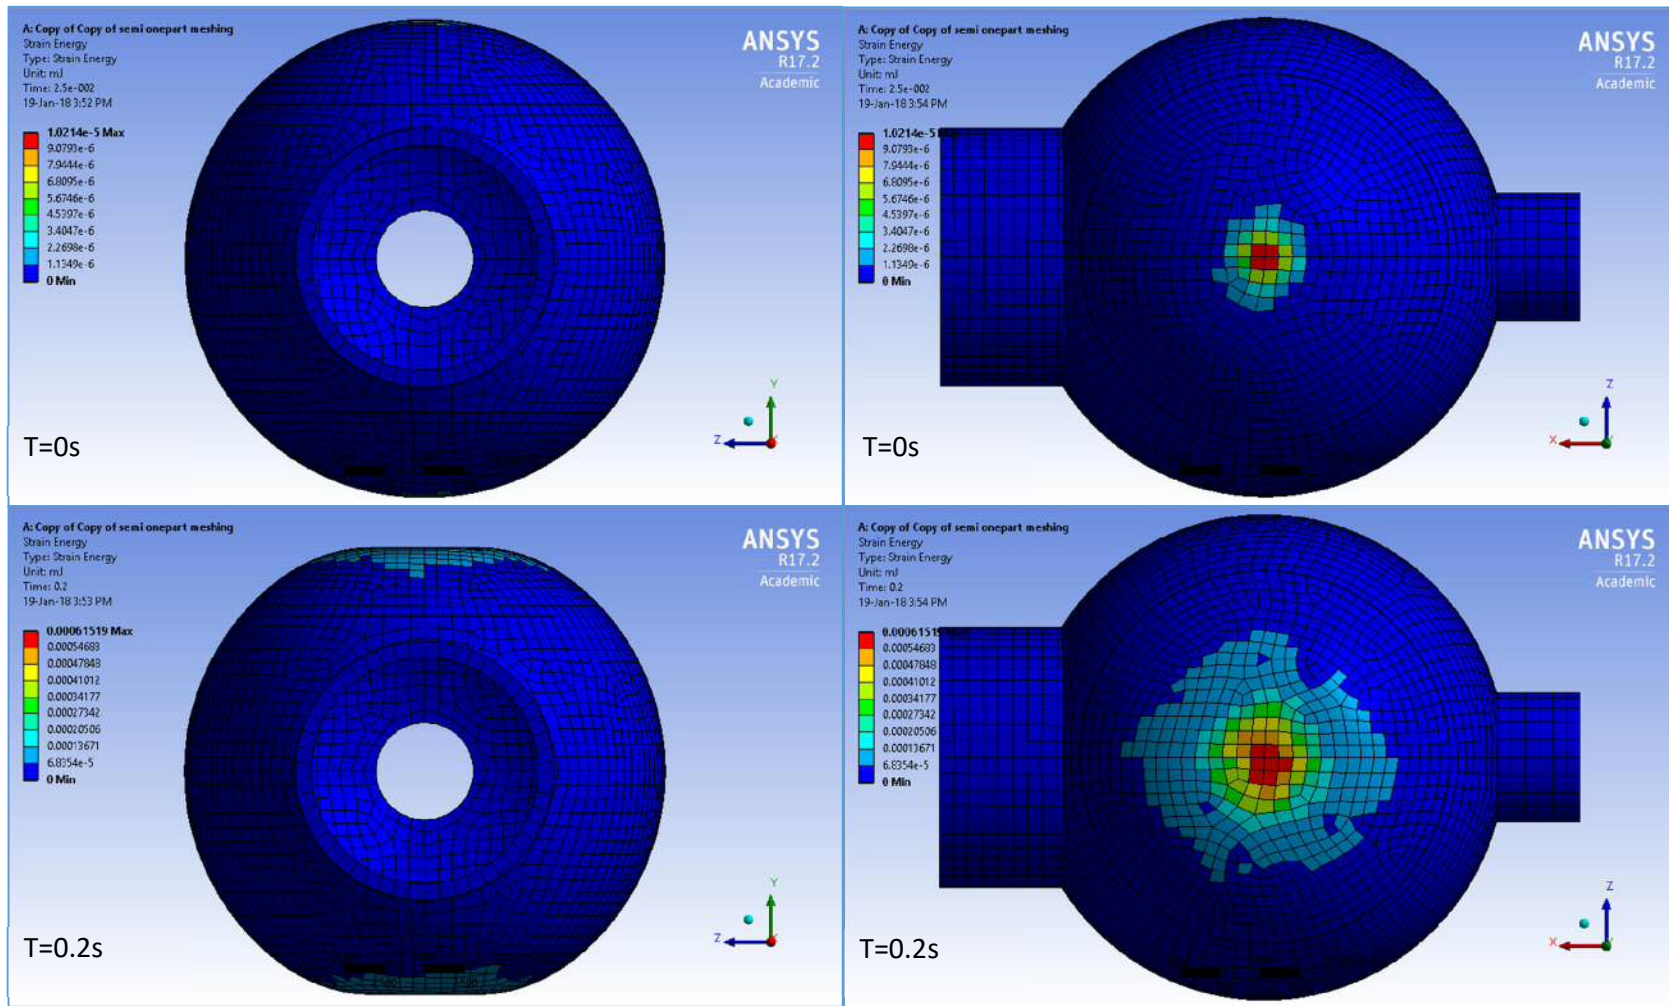 A: Copy of Copy of semi onepart meshing
Strain Energy
Type: Strain Energy
Unit: mJ
Time: 2.5e-002
19-Jan-18 3:52 PM
1.0214e-5 Max
9.0793e-6
7.9444e-6
6.8095e-6
5.6746e-6
4.5397e-6
3.4047e-6
2.2698e-6
1.1349e-6
0 Min
ANSYS
R17.2
Academic
Y
Z
T=0s
A: Copy of Copy of semi onepart meshing
Strain Energy
Type: Strain Energy
Unit: mJ
Time: 2.5e-002
19-Jan-18 3:54 PM
1.0214e-5
9.0793e-6
7.9444e-6
6.8095e-6
5.6746e-6
4.5397e-6
3.4047e-6
2.2698e-6
1.1349e-6
0 Min
ANSYS
R17.2
Academic
Z
X
T=0s
A: Copy of Copy of semi onepart meshing
Strain Energy
Type: Strain Energy
Unit: mJ
Time: 0.2
19-Jan-18 3:53 PM
0.00061519 Max
0.00054683
0.00047848
0.00041012
0.00034177
0.00027342
0.00020506
0.00013671
6.8354e-5
0 Min
ANSYS
R17.2
Academic
Y
Z
T=0.2s
A: Copy of Copy of semi onepart meshing
Strain Energy
Type: Strain Energy
Unit: mJ
Time: 0.2
19-Jan-18 3:54 PM
0.00061519
0.00054683
0.00047848
0.00041012
0.00034177
0.00027342
0.00020506
0.00013671
6.8354e-5
0 Min
ANSYS
R17.2
Academic
Z
X
T=0.2s